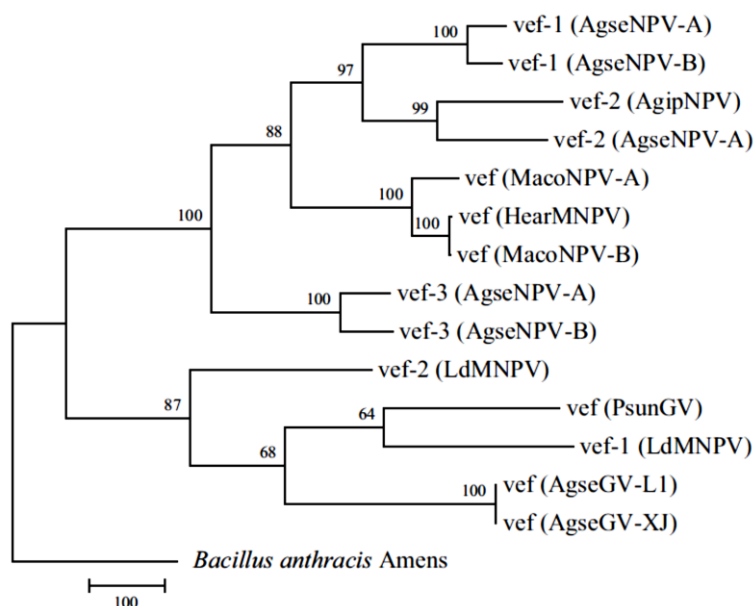 vef-1 (AgseNPV-A)
100
vef-1 (AgseNPV-B)
97
vef-2 (AgipNPV)
99
vef-2 (AgseNPV-A)
88
vef (MacoNPV-A)
100
vef (HearMNPV)
100
vef (MacoNPV-B)
100
vef-3 (AgseNPV-A)
100
vef-3 (AgseNPV-B)
vef-2 (LdMNPV)
87
vef (PsunGV)
64
vef-1 (LdMNPV)
68
vef (AgseGV-L1)
100
vef (AgseGV-XJ)
Bacillus anthracis Amens
100